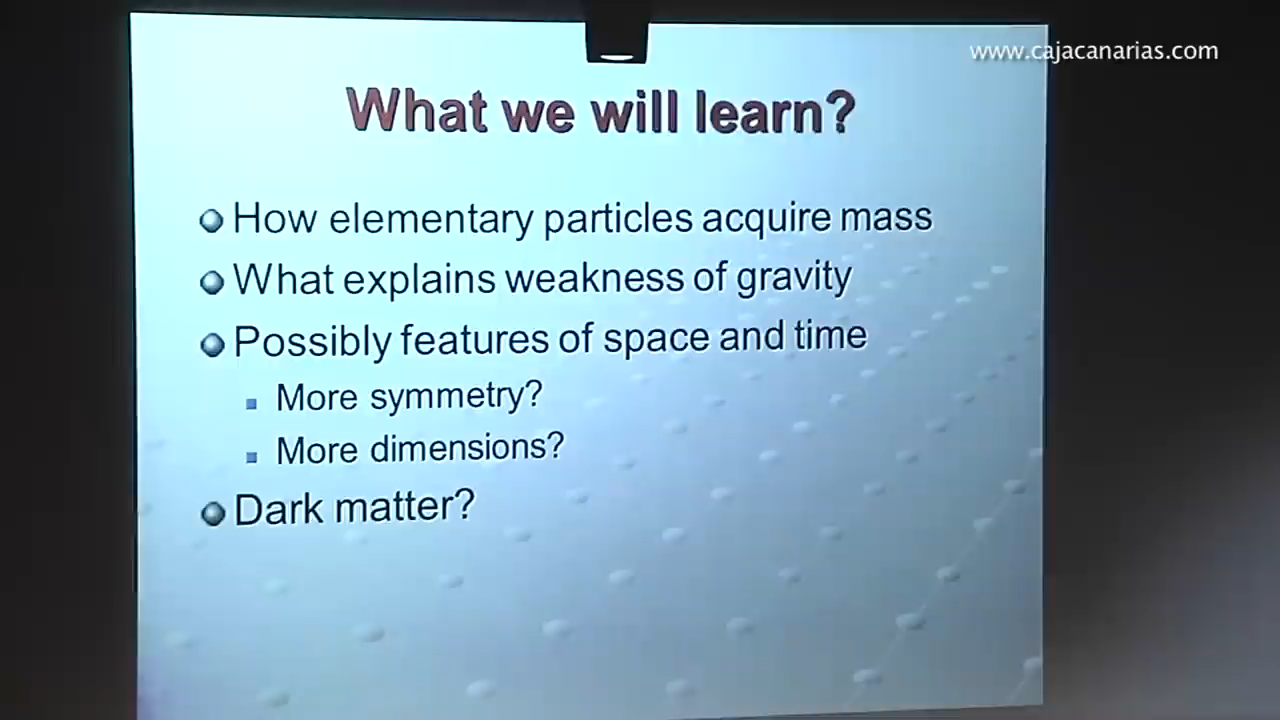 www.cajacanarias.com
What we will learn?
How elementary particles acquire mass
What explains weakness of gravity
Possibly features of space and time
More symmetry?
More dimensions?
Dark matter?